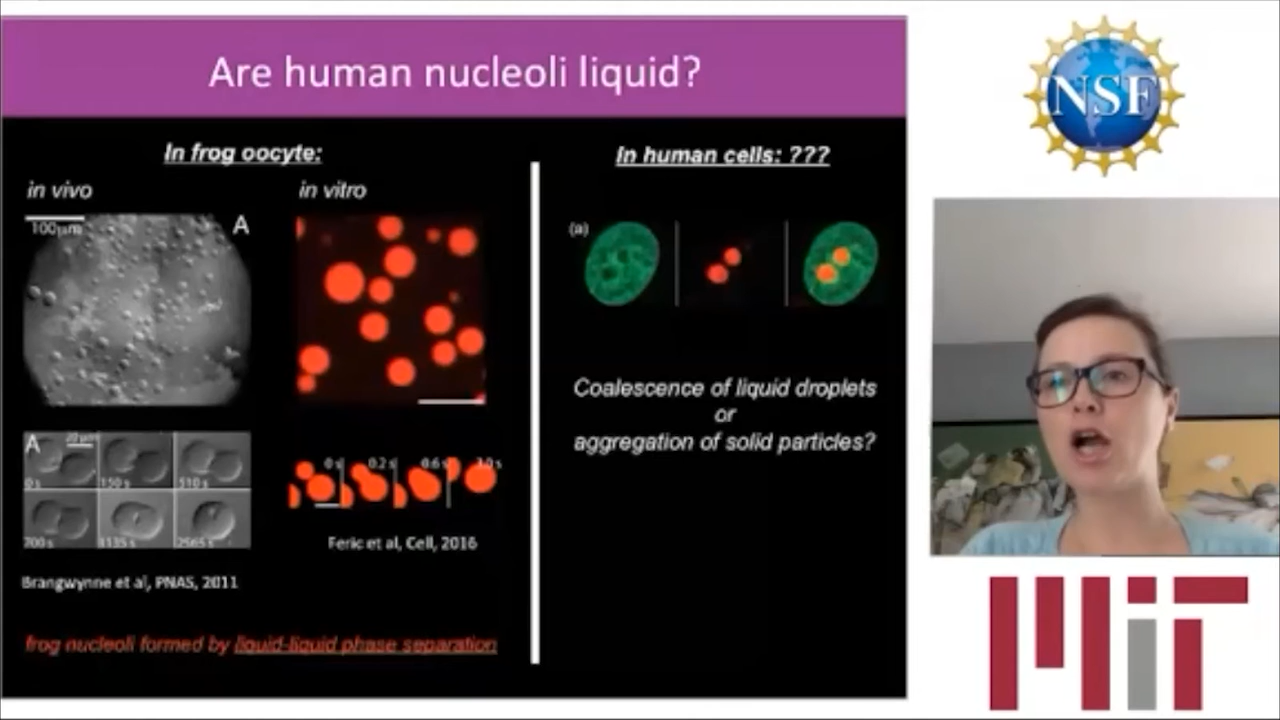 Are human nucleoli liquid?
In frog oocyte:
in vivo
in vitro
100µm
A
A
20µm
0 s
150 s
510 s
700 s
1135 s
2565 s
Brangwynne et al, PNAS, 2011
0 s
0.2 s
0.6 s
1.0 s
Feric et al, Cell, 2016
frog nucleoli formed by liquid-liquid phase separation
In human cells: ???
(a)
Coalescence of liquid droplets
or
aggregation of solid particles?
NSF
MIT